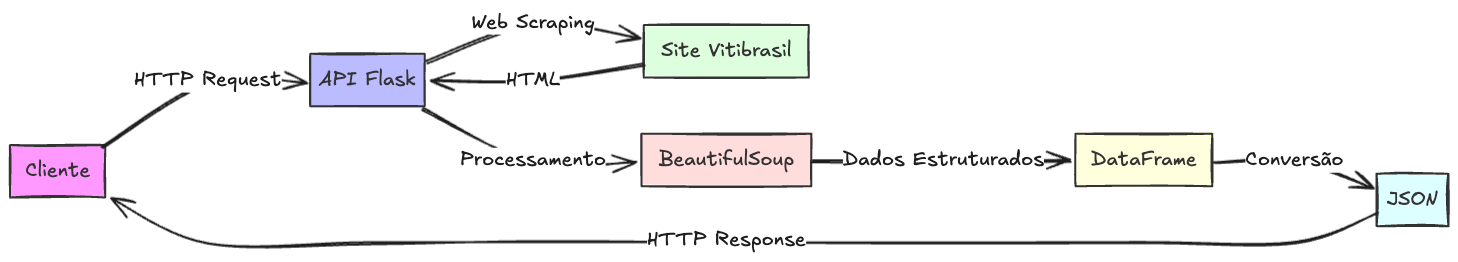 Web Scraping
Site Vitibrasil
HTTP Request
API Flask
HTML
Cliente
Processamento
BeautifulSoup
Dados Estruturados
DataFrame
Conversão
JSON
HTTP Response